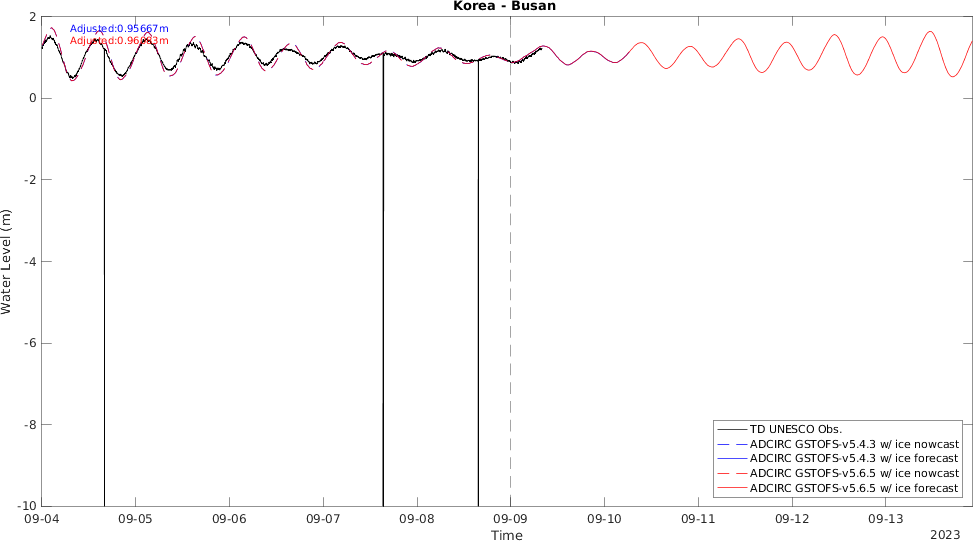 Korea - Busan
Adjusted:0.95667m
2
0
-2
-4
-6
-8
-10
Water Level (m)
09-04
09-05
09-06
09-07
09-08
09-09
09-10
09-11
09-12
09-13
Time
2023
TD UNESCO Obs.
ADCIRC GSTOFS-v5.4.3 w/ ice nowcast
ADCIRC GSTOFS-v5.4.3 w/ ice forecast
ADCIRC GSTOFS-v5.6.5 w/ ice nowcast
ADCIRC GSTOFS-v5.6.5 w/ ice forecast